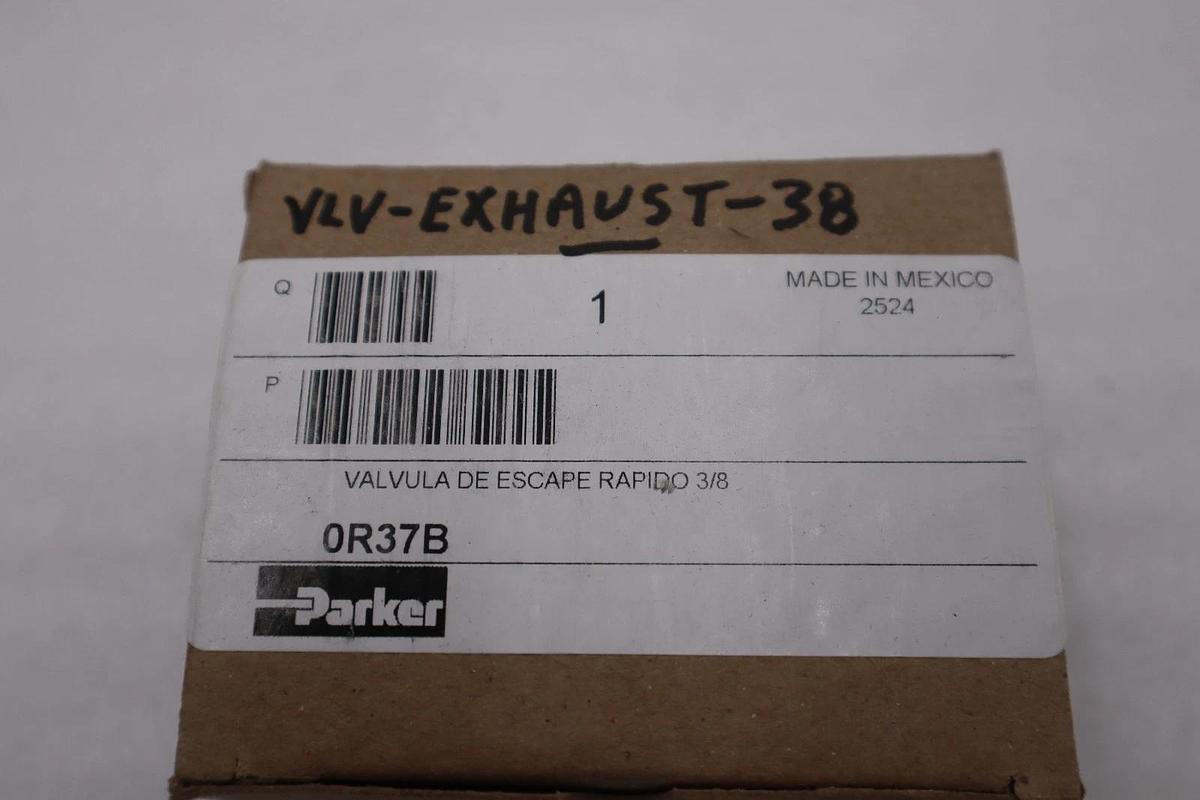 VLV-EXHAUST-38
Q 1 MADE IN MEXICO
2524
P
VALVULA DE ESCAPE RAPIDO 3/8
0R37B
Parker